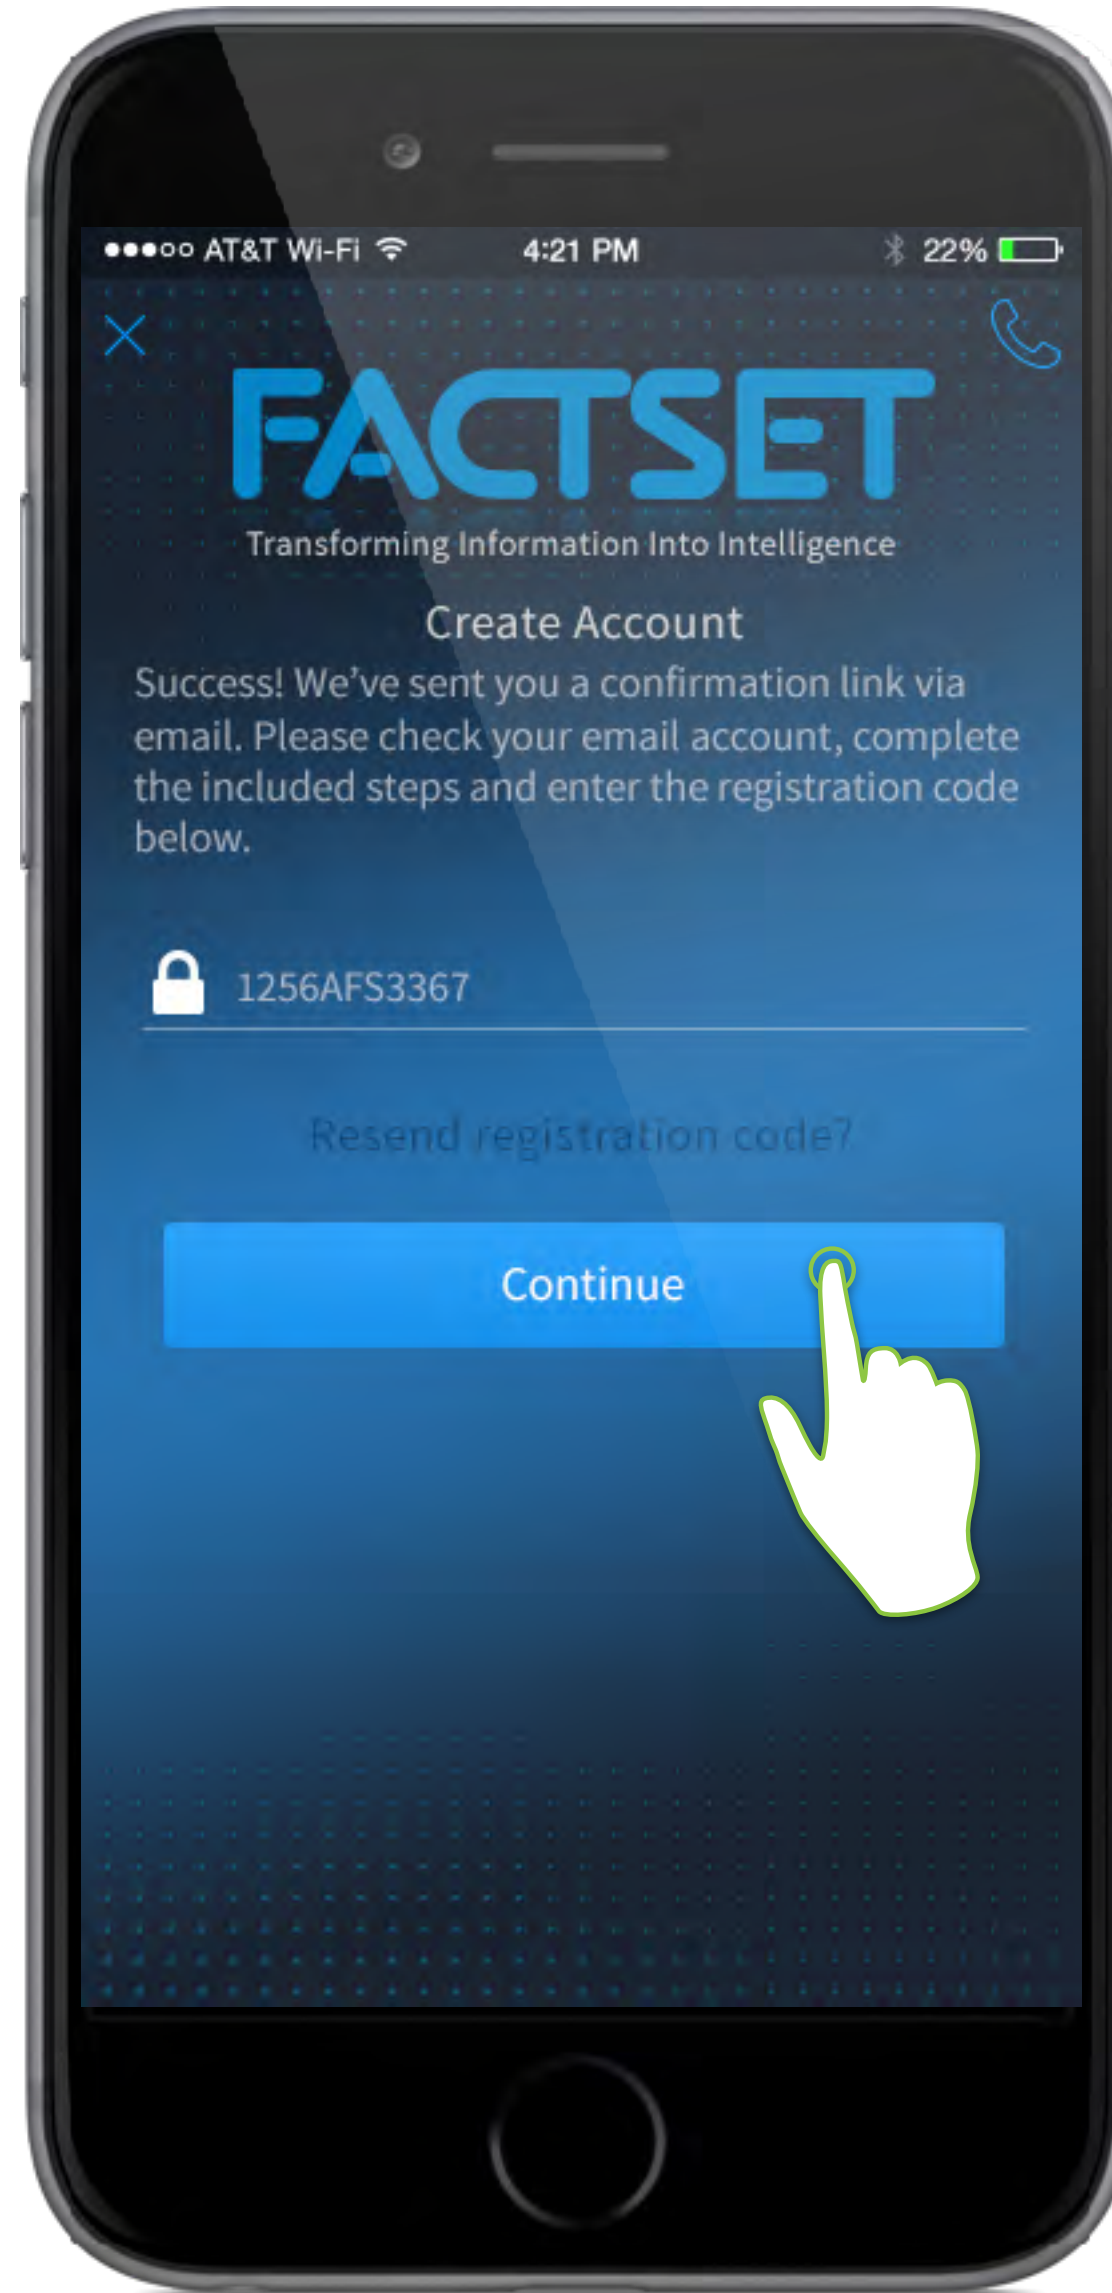 AT&T Wi-Fi 4:21 PM 22%
FACTSET
Transforming Information Into Intelligence
Create Account
Success! We’ve sent you a confirmation link via
email. Please check your email account, complete
the included steps and enter the registration code
below.
1256AFS3367
Resend registration code?
Continue